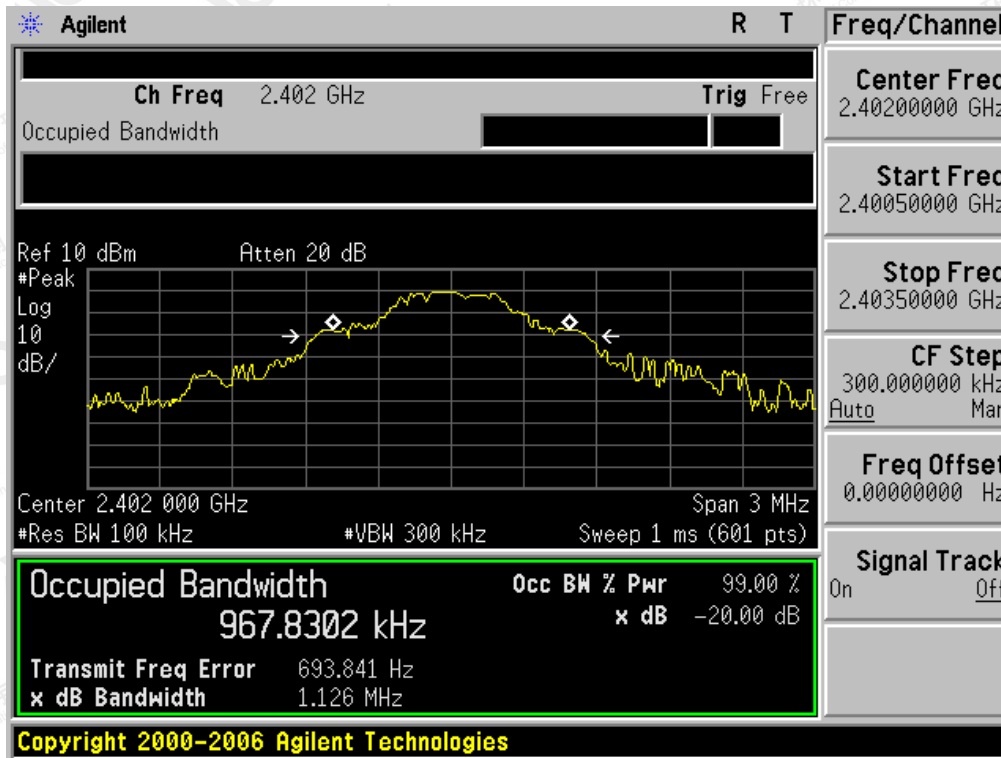 Agilent R T
Ch Freq 2.402 GHz Trig Free
Occupied Bandwidth
Ref 10 dBm Atten 20 dB
#Peak
Log
10
dB/
Center 2.402 000 GHz Span 3 MHz
#Res BW 100 kHz #VBW 300 kHz Sweep 1 ms (601 pts)
Occupied Bandwidth
967.8302 kHz
Occ BW % Pwr 99.00 %
x dB -20.00 dB
Transmit Freq Error 693.841 Hz
x dB Bandwidth 1.126 MHz
Copyright 2000-2006 Agilent Technologies
Freq/Channel
Center Freq
2.40200000 GHz
Start Freq
2.40050000 GHz
Stop Freq
2.40350000 GHz
CF Step
300.000000 kHz
Auto Man
Freq Offset
0.00000000 Hz
Signal Track
On Off